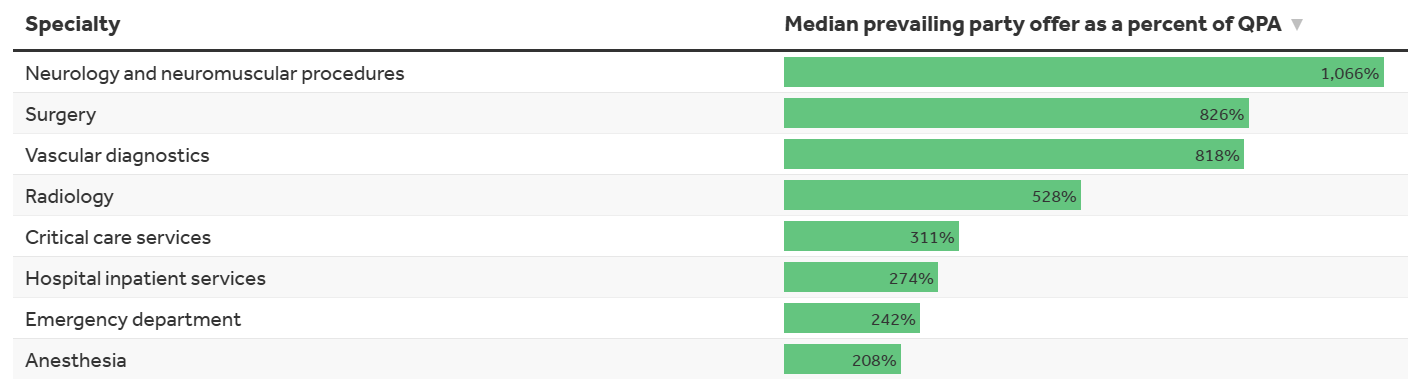 Specialty Median prevailing party offer as a percent of QPA ▼
Neurology and neuromuscular procedures 1,066%
Surgery 826%
Vascular diagnostics 818%
Radiology 528%
Critical care services 311%
Hospital inpatient services 274%
Emergency department 242%
Anesthesia 208%